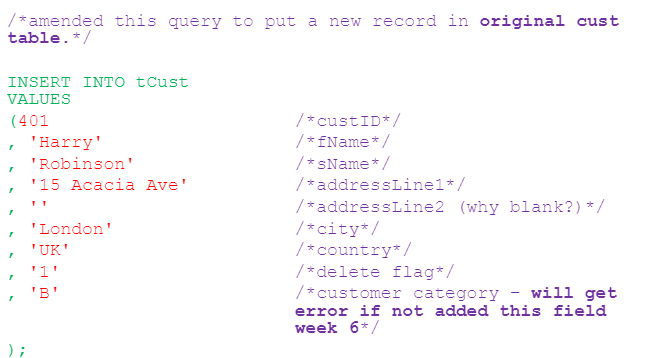 /*amended this query to put a new record in original cust
table.*/
INSERT INTO tCust
VALUES
(401 /*custID*/
, 'Harry' /*fName*/
, 'Robinson' /*sName*/
, '15 Acacia Ave' /*addressLine1*/
, '' /*addressLine2 (why blank?)*/
, 'London' /*city*/
, 'UK' /*country*/
, '1' /*delete flag*/
, 'B' /*customer category – will get
error if not added this field
week 6*/
);